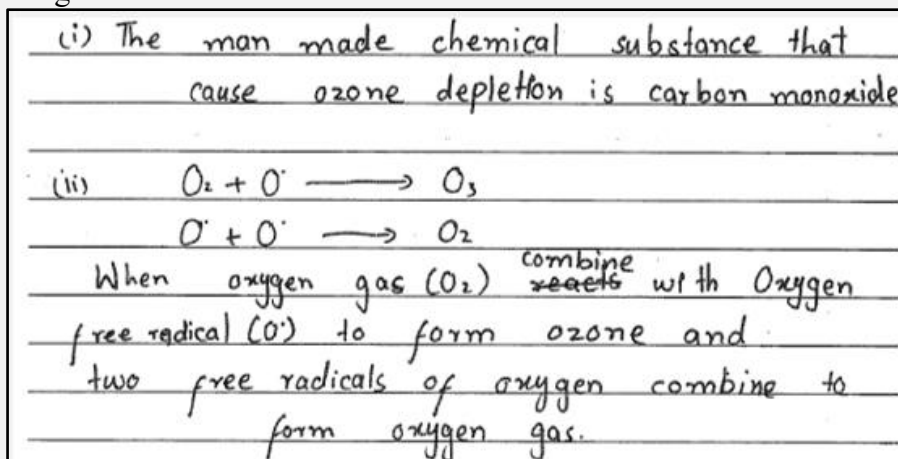 (i) The man made chemical substance that
cause ozone depletion is carbon monoxide
(ii) O₂ + O˙ ⟶ O₃
O˙ + O˙ ⟶ O₂
When oxygen gas (O₂) ~~reacts~~ combine with Oxygen
free radical (O˙) to form ozone and
two free radicals of oxygen combine to
form oxygen gas.